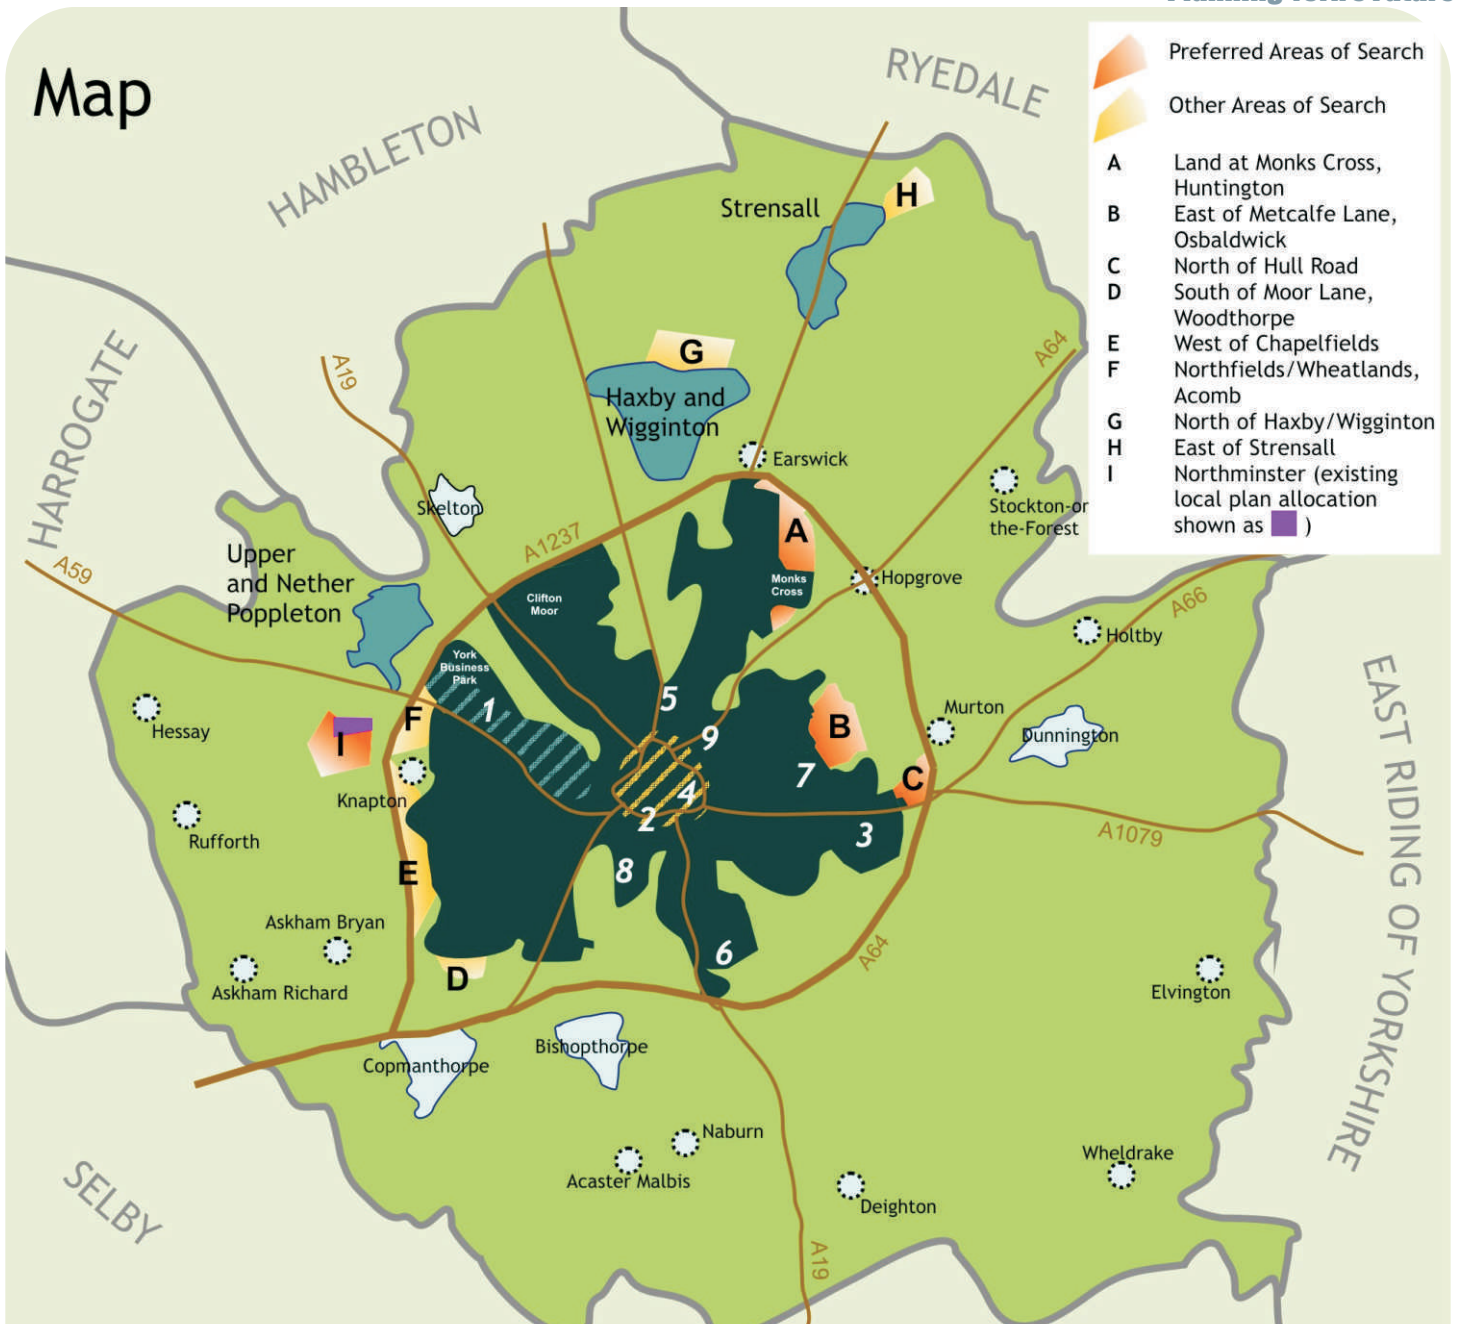 Map
HAMBLETON
RYEDALE
HARROGATE
EAST RIDING OF YORKSHIRE
SELBY
Preferred Areas of Search
Other Areas of Search
A Land at Monks Cross,
Huntington
B East of Metcalfe Lane,
Osbaldwick
C North of Hull Road
D South of Moor Lane,
Woodthorpe
E West of Chapelfields
F Northfields/Wheatlands,
Acomb
G North of Haxby/Wigginton
H East of Strensall
I Northminster (existing
local plan allocation
shown as )
Strensall
H
G
Haxby and
Wigginton
A19
A64
Earswick
Skelton
Stockton-or
the-Forest
A1237
A
Upper
and Nether
Poppleton
A59
Clifton
Moor
Monks
Cross
Hopgrove
A66
Holtby
York
Business
Park
1
5
9
B
7
Murton
Dunnington
Hessay
I
F
Knapton
4
2
C
3
A1079
Rufforth
E
8
Askham Bryan
Askham Richard
D
6
A64
Elvington
Copmanthorpe
Bishopthorpe
Naburn
Acaster Malbis
Wheldrake
Deighton
A19